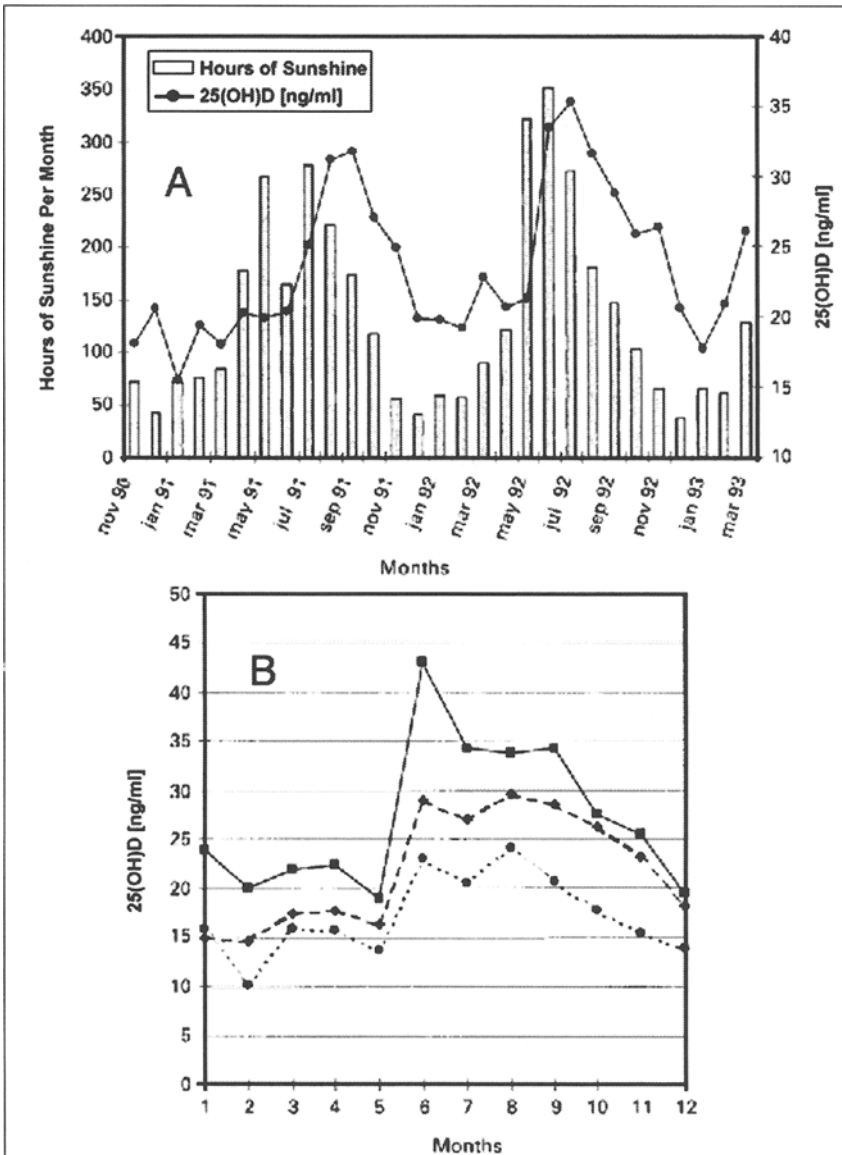 400
350
300
250
200
150
100
50
0
Hours of Sunshine Per Month
Hours of Sunshine
25(OH)D [ng/ml]
A
40
35
30
25
20
15
10
25(OH)D [ng/ml]
nov 90
jan 91
mar 91
may 91
jul 91
sep 91
nov 91
jan 92
mar 92
may 92
jul 92
sep 92
nov 92
jan 93
mar 93
Months
50
45
40
35
30
25
20
15
10
5
0
25(OH)D [ng/ml]
B
1 2 3 4 5 6 7 8 9 10 11 12
Months